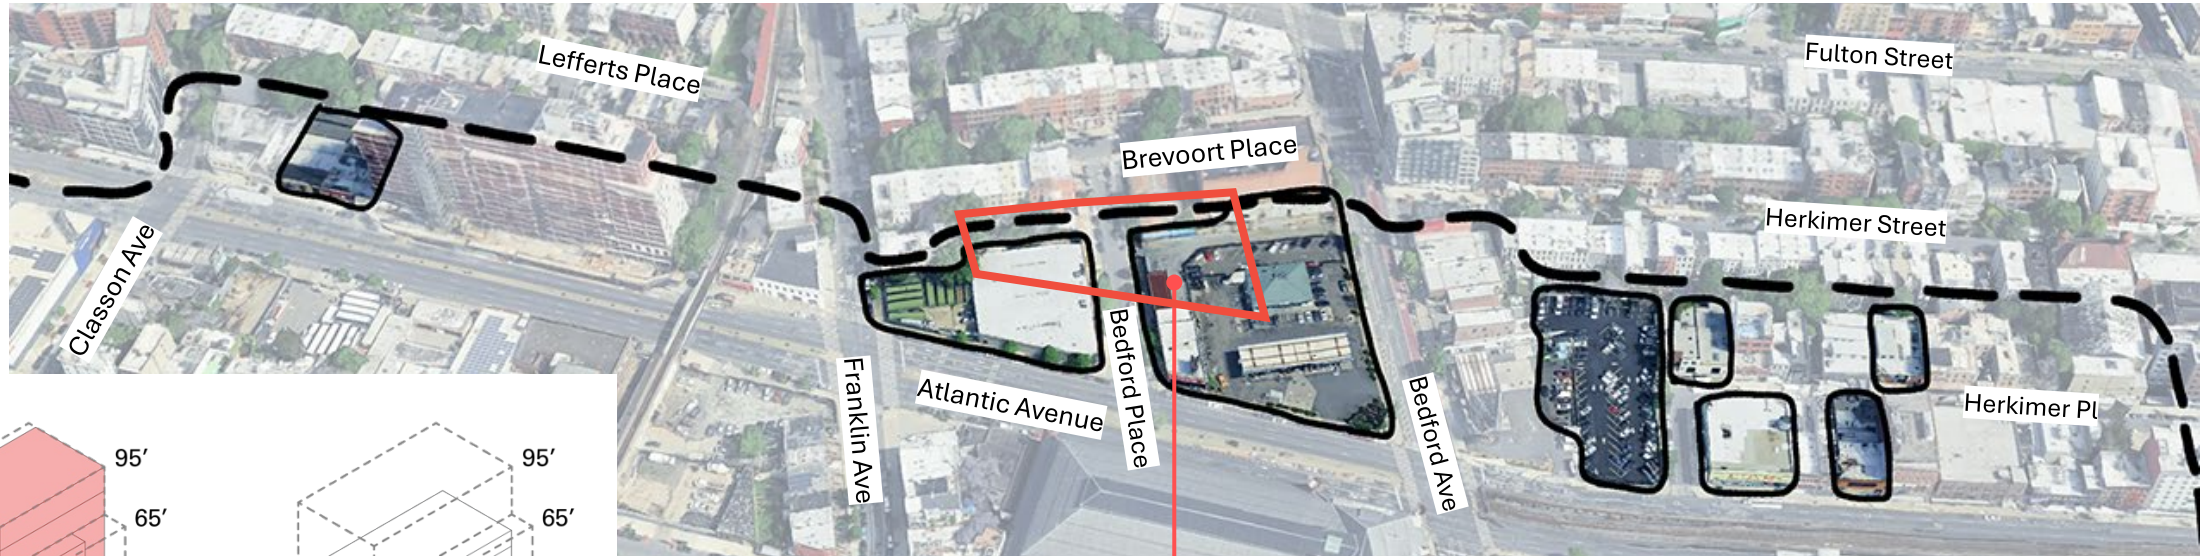 Lefferts Place
Fulton Street
Brevoort Place
Herkimer Street
Classon Ave
Bedford Place
Franklin Ave
Atlantic Avenue
Bedford Ave
Herkimer Pl
95’
95’
65’
65’